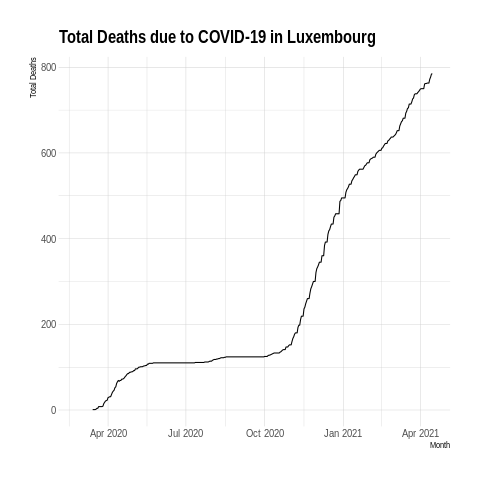 Total Deaths due to COVID-19 in Luxembourg
Total Deaths
800
600
400
200
0
Apr 2020 Jul 2020 Oct 2020 Jan 2021 Apr 2021
Month